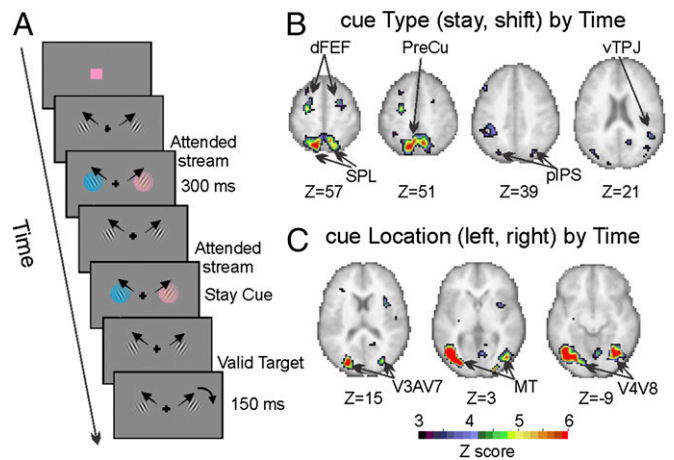 A
Time
Attended
stream
300 ms
Attended
stream
Stay Cue
Valid Target
150 ms
B
cue Type (stay, shift) by Time
dFEF
PreCu
vTPJ
SPL
pIPS
Z=57
Z=51
Z=39
Z=21
C
cue Location (left, right) by Time
V3AV7
MT
V4V8
Z=15
Z=3
Z=-9
3 4 5 6
Z score